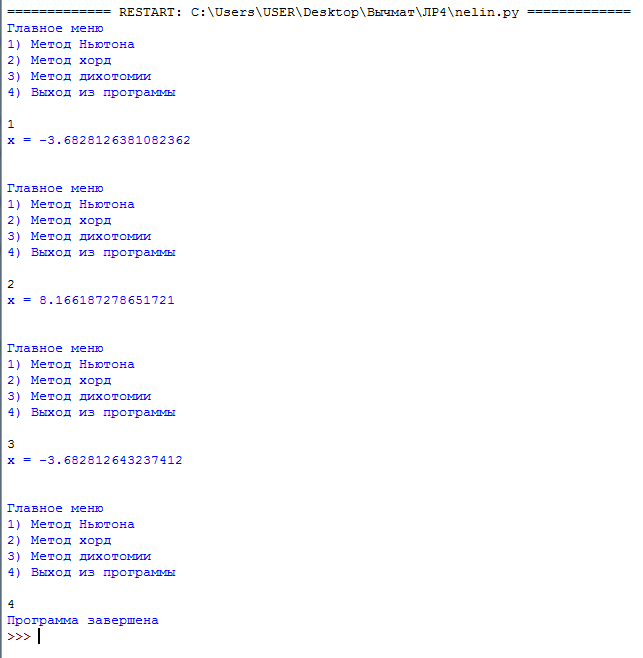 ============= RESTART: C:\Users\USER\Desktop\Вычмат\ЛР4\nelin.py =============
Главное меню
1) Метод Ньютона
2) Метод хорд
3) Метод дихотомии
4) Выход из программы
1
x = -3.6828126381082362
Главное меню
1) Метод Ньютона
2) Метод хорд
3) Метод дихотомии
4) Выход из программы
2
x = 8.166187278651721
Главное меню
1) Метод Ньютона
2) Метод хорд
3) Метод дихотомии
4) Выход из программы
3
x = -3.682812643237412
Главное меню
1) Метод Ньютона
2) Метод хорд
3) Метод дихотомии
4) Выход из программы
4
Программа завершена
>>>